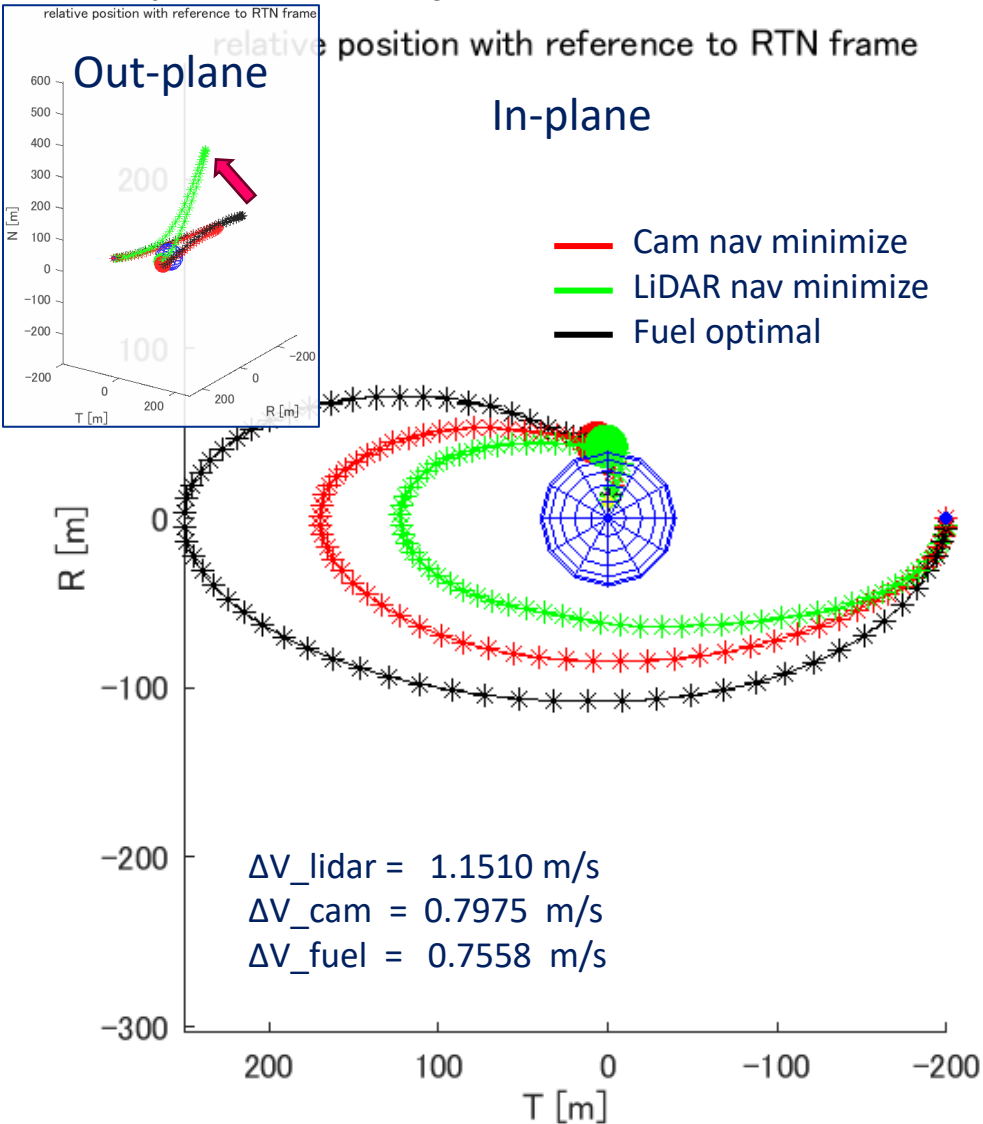 relative position with reference to RTN frame
relative position with reference to RTN frame
Out-plane
In-plane
600
500
400
300
200
100
0
-100
-200
N [m]
-200
0
200
T [m]
200
0
-200
R [m]
200
100
Cam nav minimize
LiDAR nav minimize
Fuel optimal
0
-100
-200
-300
R [m]
ΔV_lidar = 1.1510 m/s
ΔV_cam = 0.7975 m/s
ΔV_fuel = 0.7558 m/s
200
100
0
-100
-200
T [m]